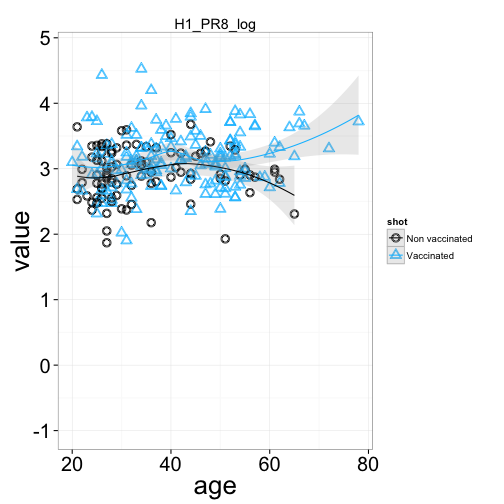 H1_PR8_log
5
4
3
2
1
0
-1
value
20 40 60 80
age
shot
Non vaccinated
Vaccinated